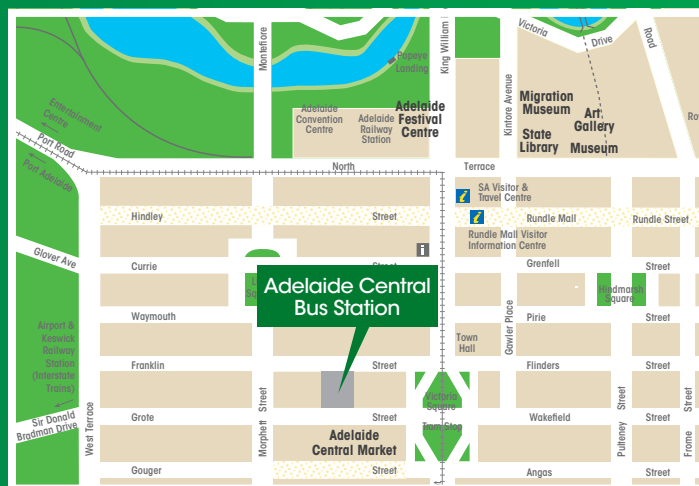 Montefiore
King William
Victoria
Drive
Road
Popeye
Landing
Kintore Avenue
Entertainment
Centre
Port Road
Port Adelaide
Adelaide
Convention
Centre
Adelaide
Railway
Station
Adelaide
Festival
Centre
Migration
Museum
State
Library
Art
Gallery
Museum
North
Terrace
SA Visitor &
Travel Centre
Hindley
Street
Rundle Mall
Rundle Street
Rundle Mall Visitor
Information Centre
i
i
i
Glover Ave
Currie
Street
Grenfell
Street
Adelaide Central
Bus Station
Hindmarsh
Square
Waymouth
Gawler Place
Pirie
Street
Airport &
Keswick
Railway
Station
(Interstate
Trains)
Town
Hall
Franklin
Street
Flinders
Street
Sir Donald
Bradman Drive
West Terrace
Morphett Street
Victoria
Square
Tram Stop
Grote
Street
Wakefield
Street
Pulteney
Street
Frome
Street
Adelaide
Central Market
Gouger
Street
Angas
Street